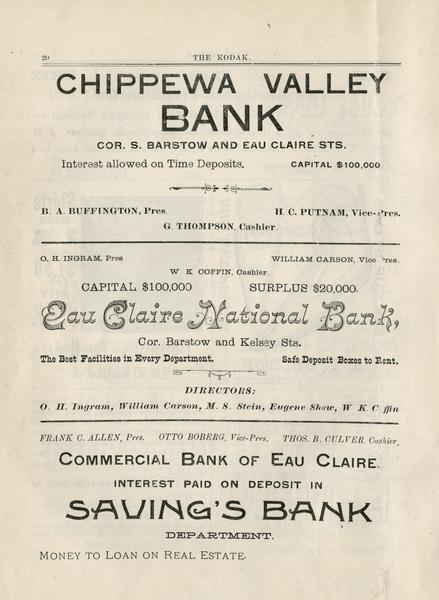 20 THE KODAK.
CHIPPEWA VALLEY
BANK
COR. S. BARSTOW AND EAU CLAIRE STS.
Interest allowed on Time Deposits. CAPITAL $100,000
B. A. BUFFINGTON, Pres. H. C. PUTNAM, Vice-Pres.
G. THOMPSON, Cashier.
O. H. INGRAM, Pres WILLIAM CARSON, Vice Pres.
W K COFFIN, Cashier.
CAPITAL $100,000 SURPLUS $20,000.
Eau Claire National Bank,
Cor. Barstow and Kelsey Sts.
The Best Facilities in Every Department. Safe Deposit Boxes to Rent.
DIRECTORS:
O. H. Ingram, William Carson, M. S. Stein, Eugene Shaw, W K C ffin
FRANK C. ALLEN, Pres. OTTO BOBERG, Vice-Pres. THOS. B. CULVER, Cashier
COMMERCIAL BANK OF EAU CLAIRE.
INTEREST PAID ON DEPOSIT IN
SAVING'S BANK
DEPARTMENT.
MONEY TO LOAN ON REAL ESTATE.